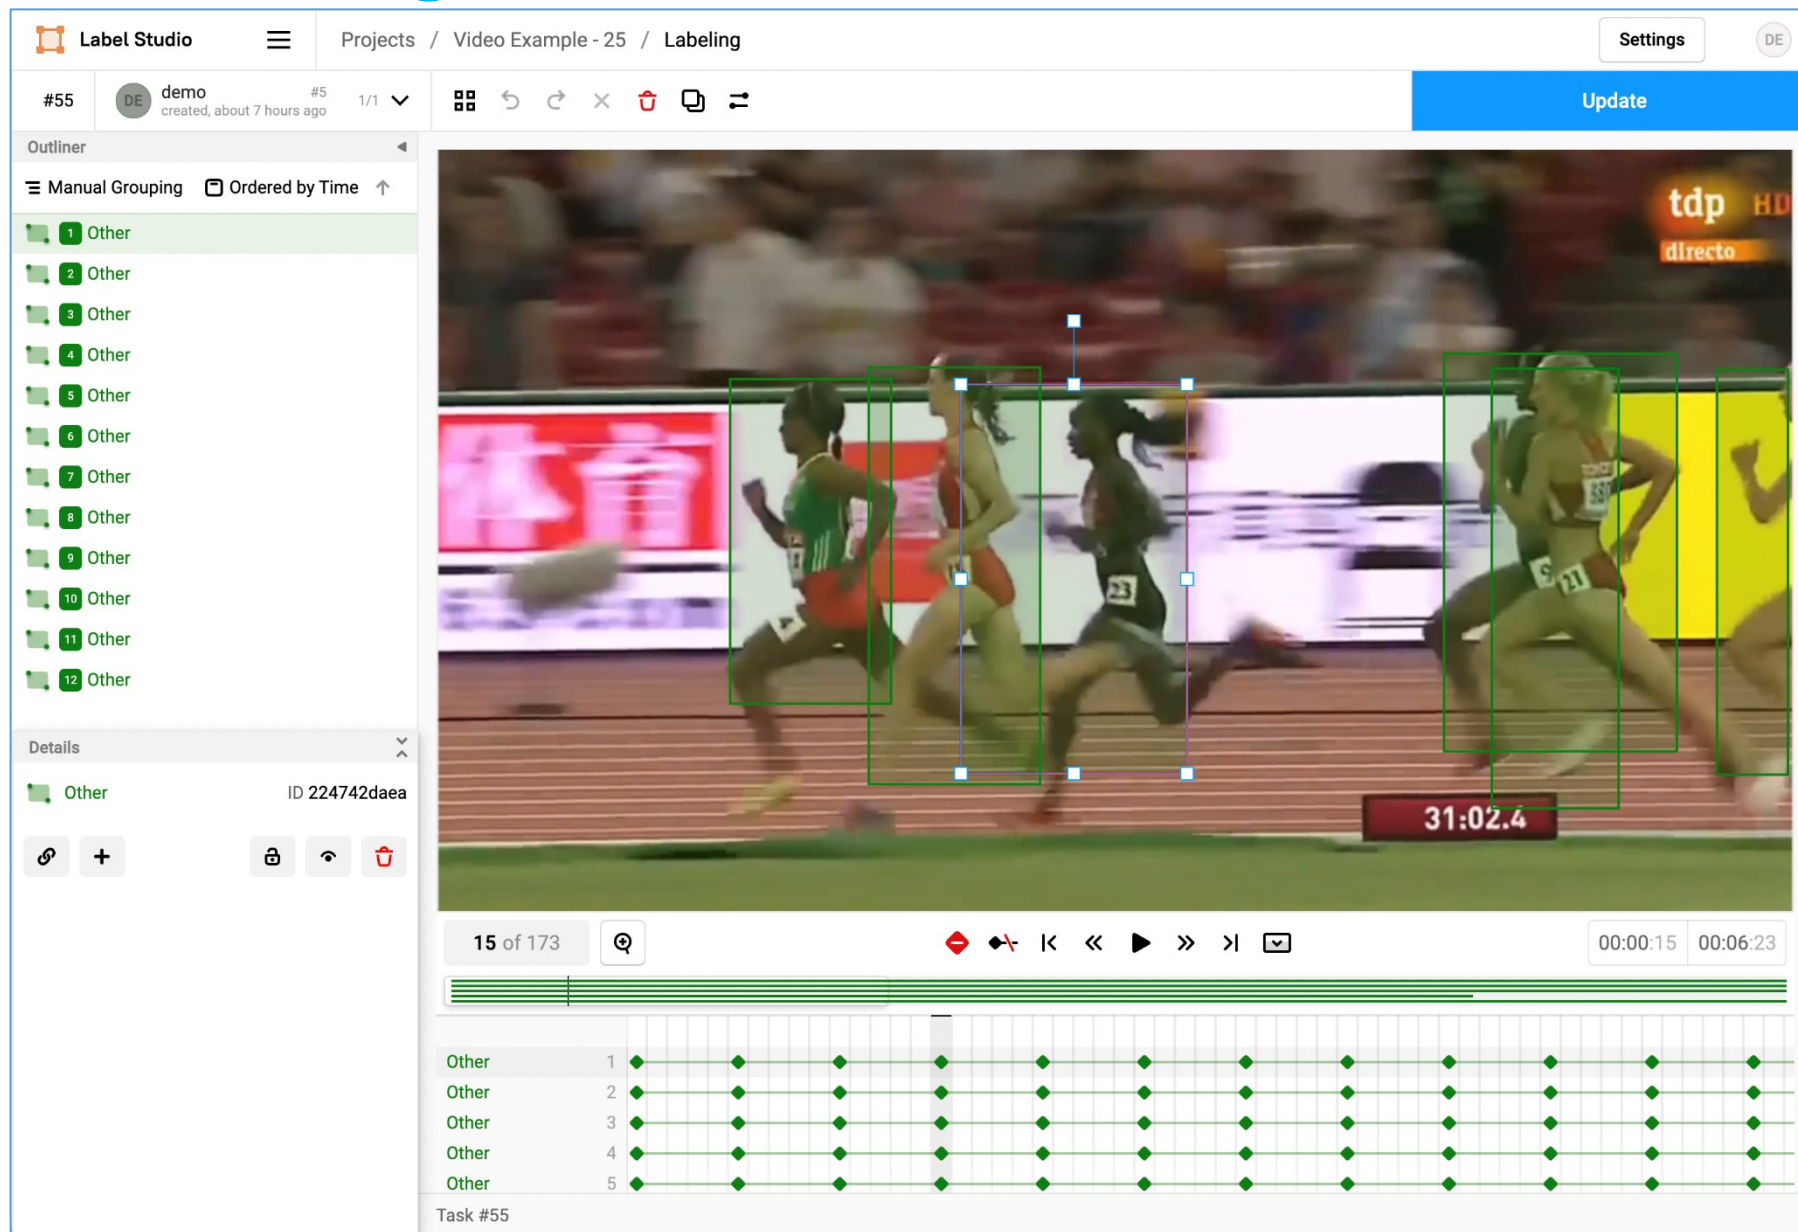 Label Studio
Projects / Video Example - 25 / Labeling
Settings
DE
#55
DE
demo
#5
created, about 7 hours ago
1/1
Update
Outliner
Manual Grouping
Ordered by Time
1 Other
2 Other
3 Other
4 Other
5 Other
6 Other
7 Other
8 Other
9 Other
10 Other
11 Other
12 Other
Details
Other
ID 224742daea
tdp HD
directo
TOYOTA
23
9
21
4
31:02.4
15 of 173
00:00:15
00:06:23
Other 1
Other 2
Other 3
Other 4
Other 5
Task #55